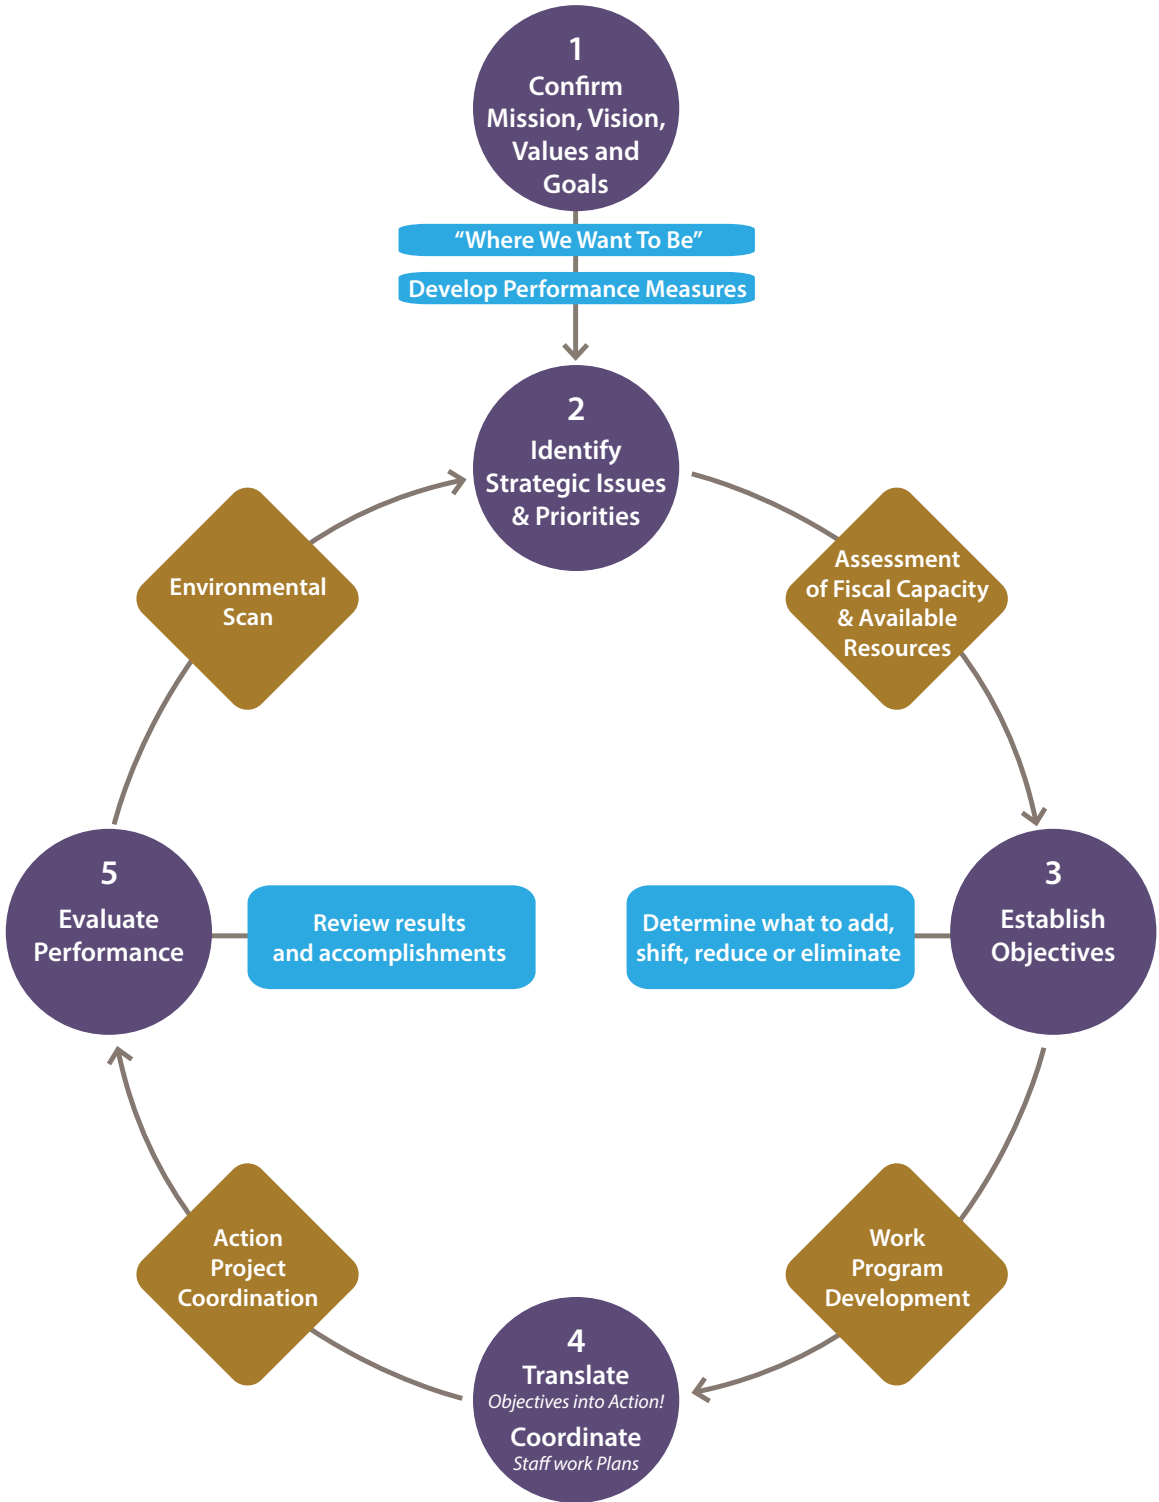 1
Confirm
Mission, Vision,
Values and
Goals
“Where We Want To Be”
Develop Performance Measures
2
Identify
Strategic Issues
& Priorities
Environmental
Scan
Assessment
of Fiscal Capacity
& Available
Resources
5
Evaluate
Performance
Review results
and accomplishments
Determine what to add,
shift, reduce or eliminate
3
Establish
Objectives
Action
Project
Coordination
Work
Program
Development
4
Translate
Objectives into Action!
Coordinate
Staff work Plans